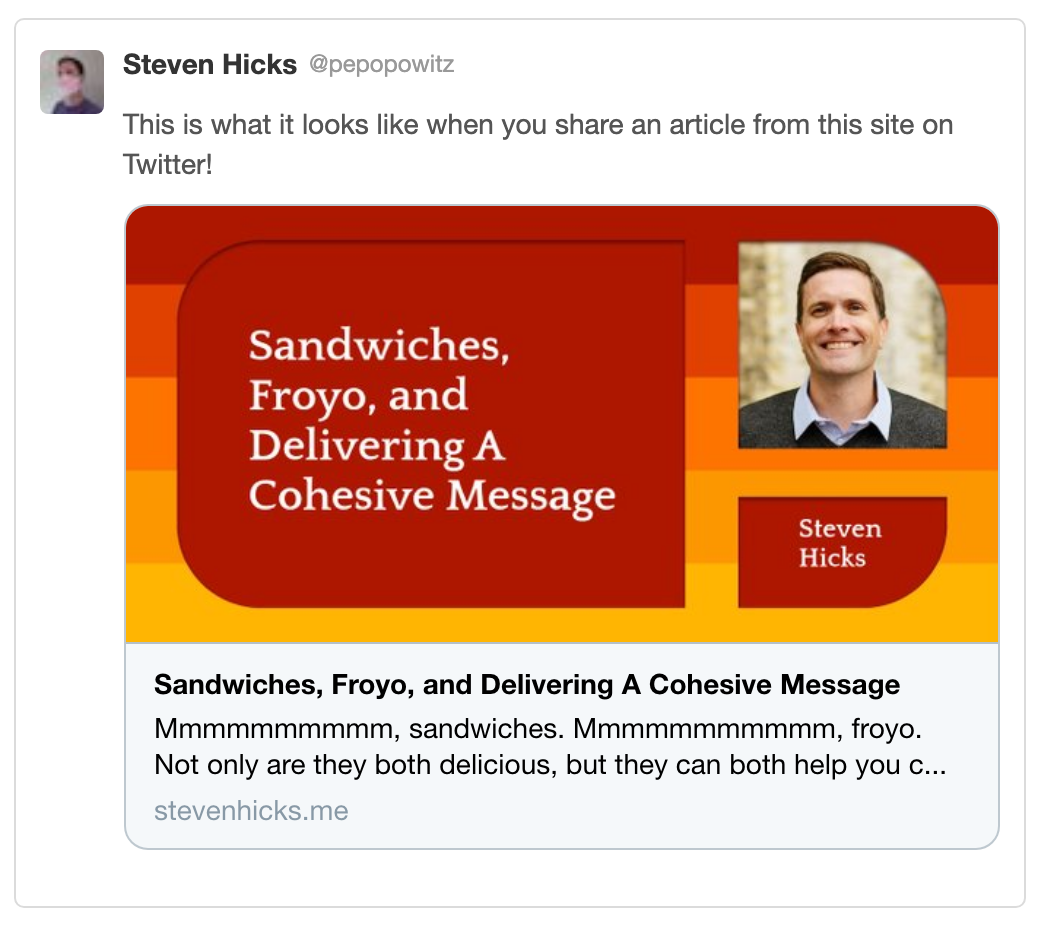 Steven Hicks @pepopowitz
This is what it looks like when you share an article from this site on
Twitter!
Sandwiches,
Froyo, and
Delivering A
Cohesive Message
Steven
Hicks
Sandwiches, Froyo, and Delivering A Cohesive Message
Mmmmmmmmmm, sandwiches. Mmmmmmmmmmm, froyo.
Not only are they both delicious, but they can both help you c...
stevenhicks.me